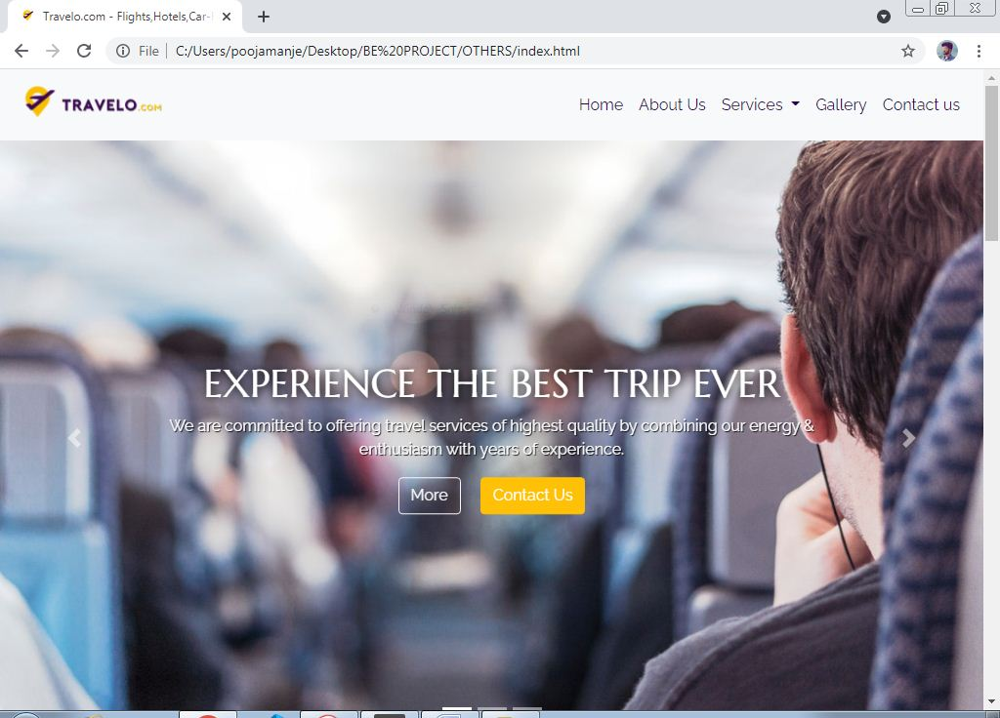 Travelo.com - Flights,Hotels,Car-
File
C:/Users/poojamanje/Desktop/BE%20PROJECT/OTHERS/index.html
TRAVELO.COM
Home About Us Services Gallery Contact us
EXPERIENCE THE BEST TRIP EVER
We are committed to offering travel services of highest quality by combining our energy &
enthusiasm with years of experience.
More Contact Us